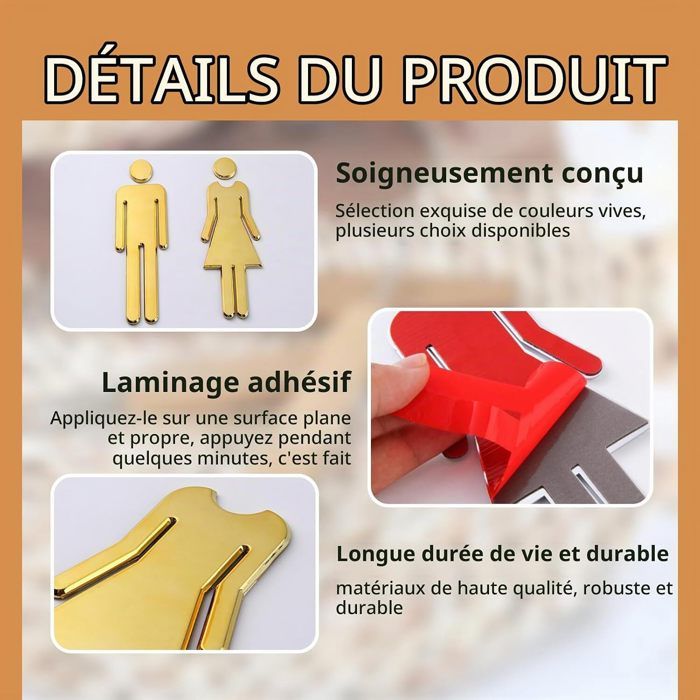 DÉTAILS DU PRODUIT
Soigneusement conçu
Sélection exquise de couleurs vives,
plusieurs choix disponibles
Laminage adhésif
Appliquez-le sur une surface plane
et propre, appuyez pendant
quelques minutes, c'est fait
Longue durée de vie et durable
matériaux de haute qualité, robuste et
durable